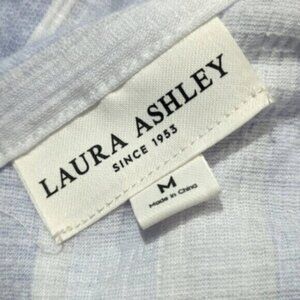 LAURA ASHLEY
SINCE 1953
M
Made in China